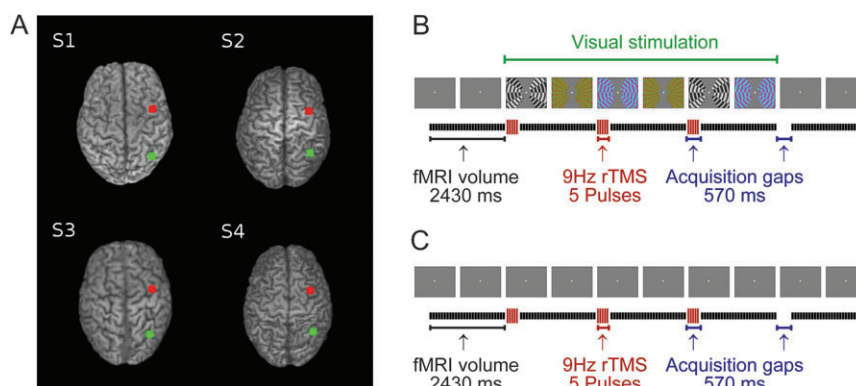 A
S1
S2
S3
S4
B
Visual stimulation
fMRI volume
2430 ms
9Hz rTMS
5 Pulses
Acquisition gaps
570 ms
C
fMRI volume
2430 ms
9Hz rTMS
5 Pulses
Acquisition gaps
570 ms